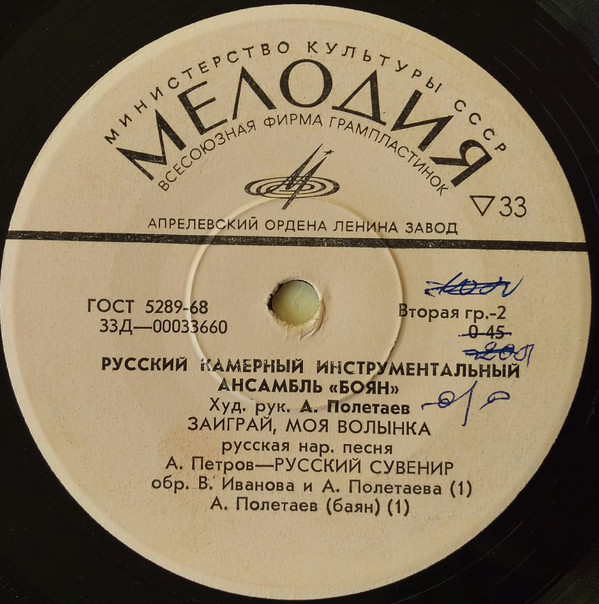 МИНИСТЕРСТВО КУЛЬТУРЫ СССР
МЕЛОДИЯ
ВСЕСОЮЗНАЯ ФИРМА ГРАМПЛАСТИНОК
▽33
АПРЕЛЕВСКИЙ ОРДЕНА ЛЕНИНА ЗАВОД
ГОСТ 5289-68
33Д—00033660
Вторая гр.-2
0-45
РУССКИЙ КАМЕРНЫЙ ИНСТРУМЕНТАЛЬНЫЙ
АНСАМБЛЬ «БОЯН»
Худ. рук. А. Полетаев
ЗАИГРАЙ, МОЯ ВОЛЫНКА
русская нар. песня
А. Петров—РУССКИЙ СУВЕНИР
обр. В. Иванова и А. Полетаева (1)
А. Полетаев (баян) (1)